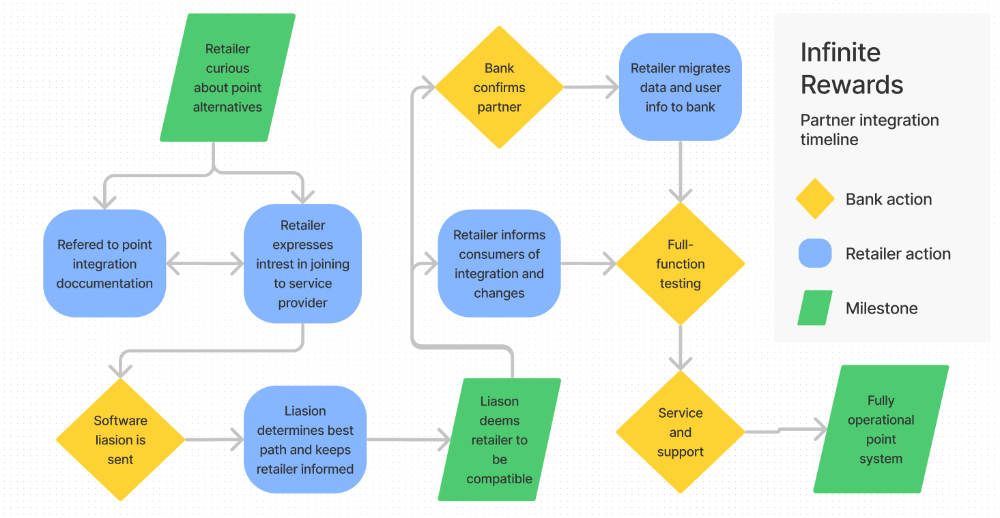 Retailer
curious
about point
alternatives
Refered to point
integration
doccumentation
Retailer
expresses
intrest in joining
to service
provider
Software
liasion is
sent
Liasion
determines best
path and keeps
retailer informed
Liason
deems
retailer to
be
compatible
Bank
confirms
partner
Retailer migrates
data and user
info to bank
Retailer informs
consumers of
integration and
changes
Full-
function
testing
Service
and
support
Fully
operational
point
system
Infinite
Rewards
Partner integration
timeline
Bank action
Retailer action
Milestone